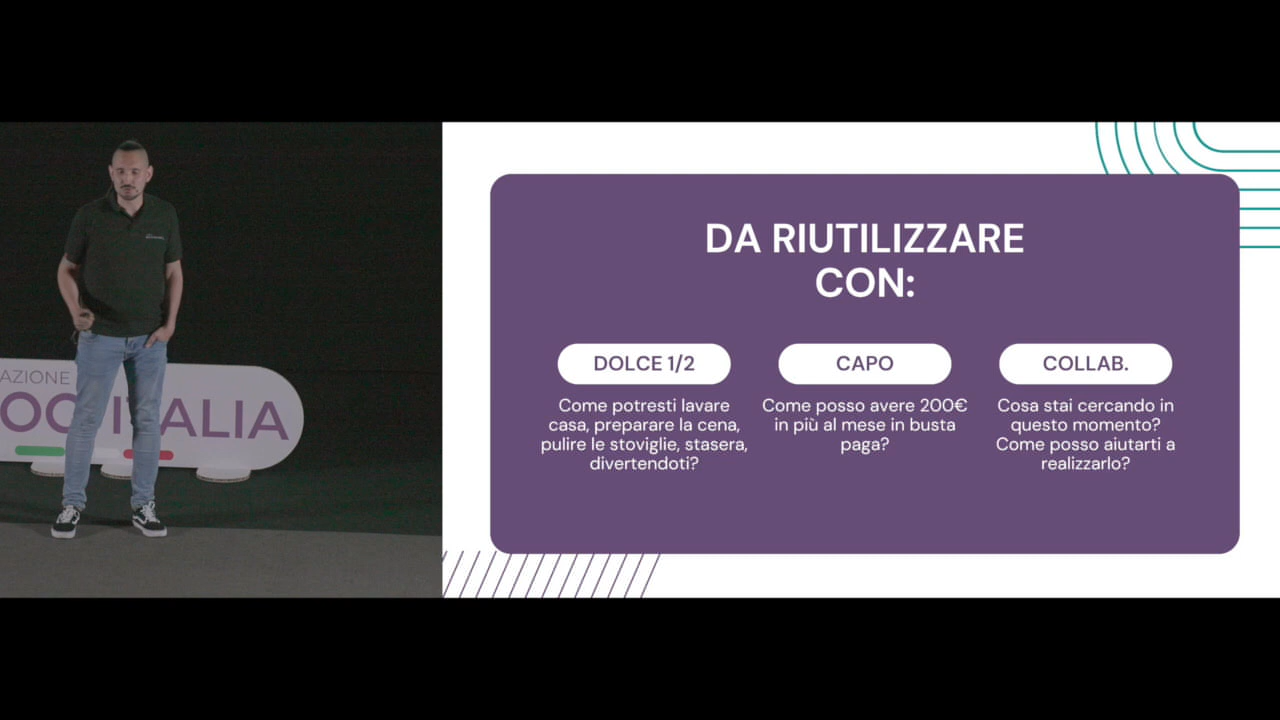 AZIONE
ITALIA
DA RIUTILIZZARE
CON:
DOLCE 1/2
Come potresti lavare
casa, preparare la cena,
pulire le stoviglie, stasera,
divertendoti?
CAPO
Come posso avere 200€
in più al mese in busta
paga?
COLLAB.
Cosa stai cercando in
questo momento?
Come posso aiutarti a
realizzarlo?